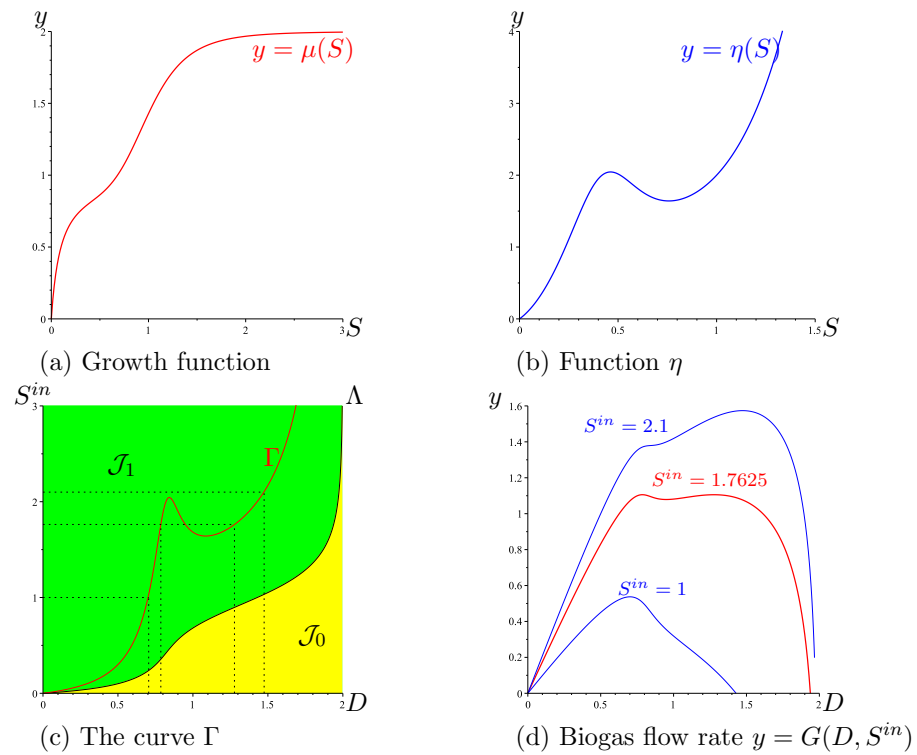 y
2
y = μ(S)
1.5
1
0.5
0
0 1 2 3 S
(a) Growth function
y
4
y = η(S)
3
2
1
0
0 0.5 1 1.5 S
(b) Function η
S^{in} Λ
3
Γ
𝒥₁
2
1
𝒥₀
0
0 0.5 1 1.5 2 D
(c) The curve Γ
y
1.6
S^{in} = 2.1
1.4
1.2
S^{in} = 1.7625
1
0.8
0.6
S^{in} = 1
0.4
0.2
0
0 0.5 1 1.5 2 D
(d) Biogas flow rate y = G(D, S^{in})